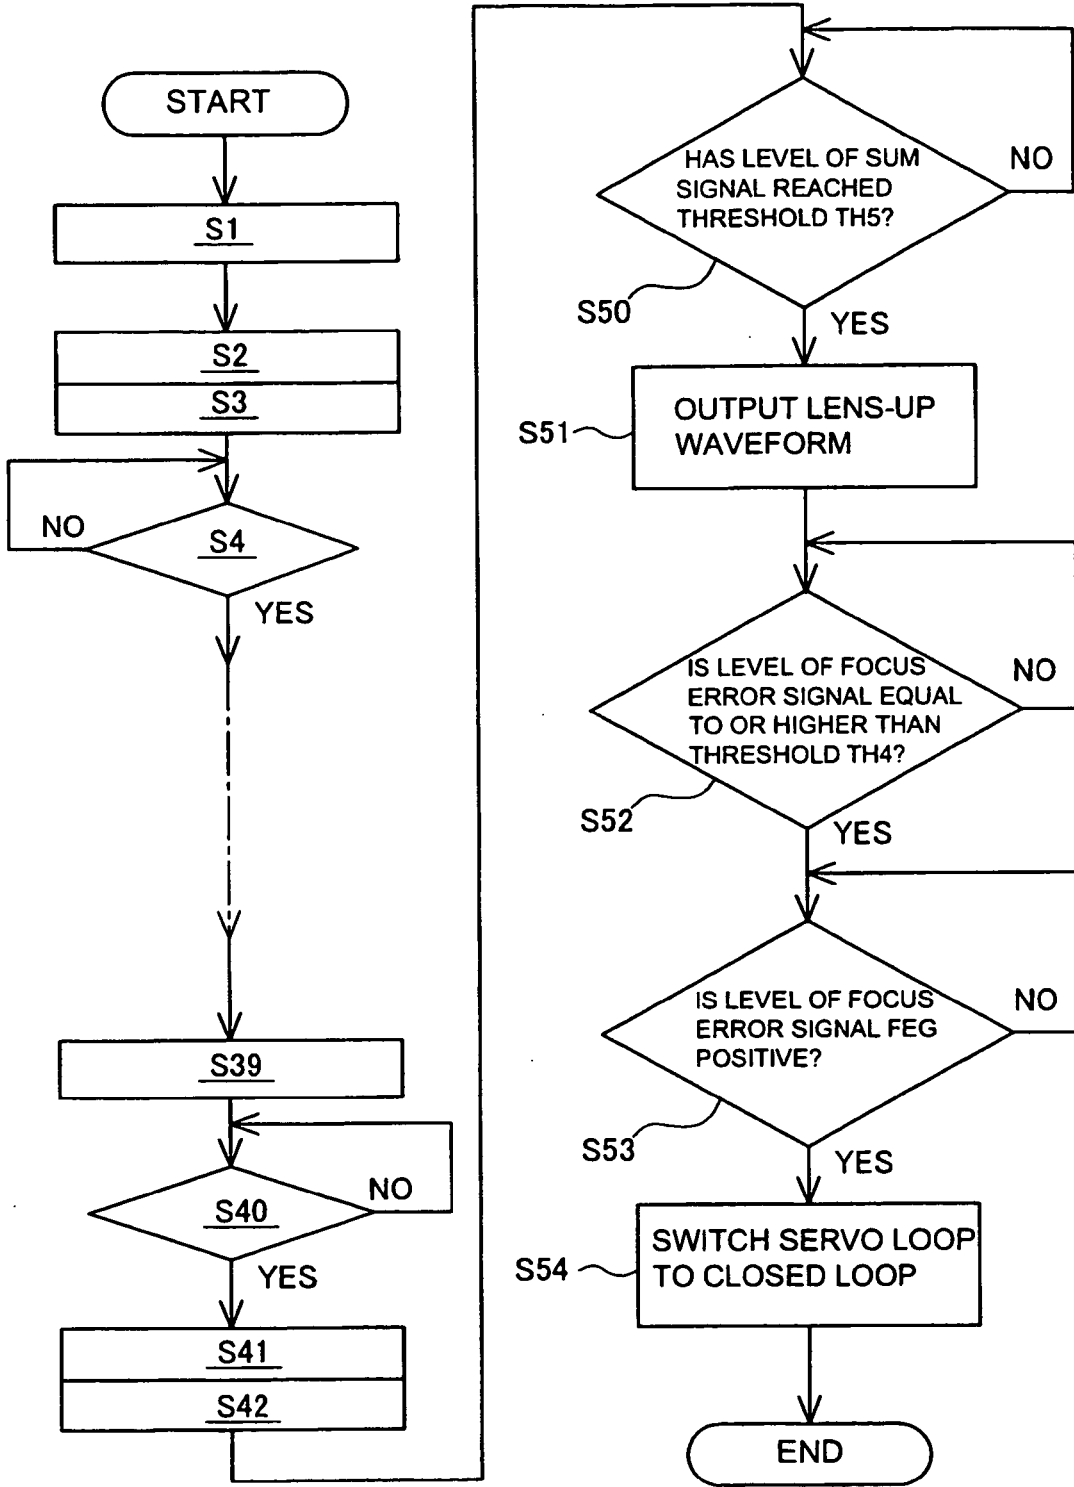 START
S1
S2
S3
NO
S4
YES
S39
NO
S40
YES
S41
S42
HAS LEVEL OF SUM
SIGNAL REACHED
THRESHOLD TH5?
NO
S50
YES
OUTPUT LENS-UP
WAVEFORM
S51
IS LEVEL OF FOCUS
ERROR SIGNAL EQUAL
TO OR HIGHER THAN
THRESHOLD TH4?
NO
S52
YES
IS LEVEL OF FOCUS
ERROR SIGNAL FEG
POSITIVE?
NO
S53
YES
SWITCH SERVO LOOP
TO CLOSED LOOP
S54
END